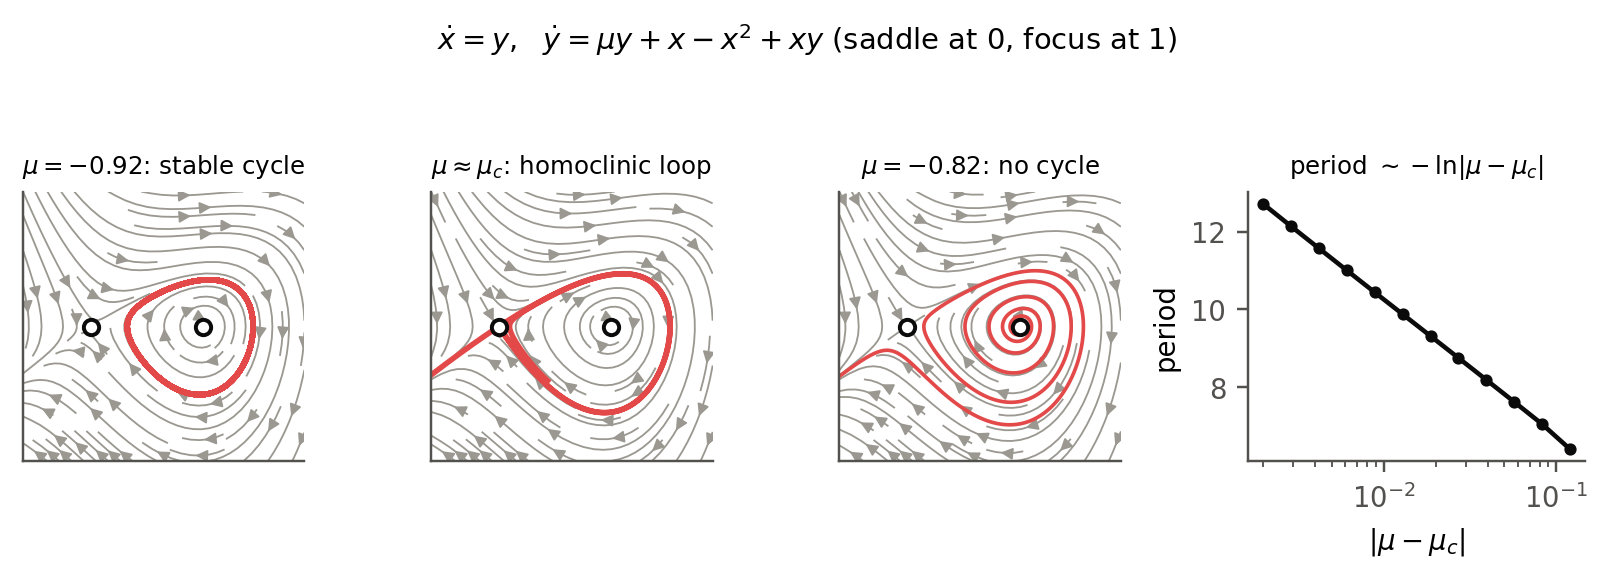 ẋ = y, ẏ = μy + x − x² + xy (saddle at 0, focus at 1)
μ = −0.92: stable cycle
μ ≈ μ_c: homoclinic loop
μ = −0.82: no cycle
period ∼ − ln|μ − μ_c|
period
12
10
8
10⁻² 10⁻¹
|μ − μ_c|